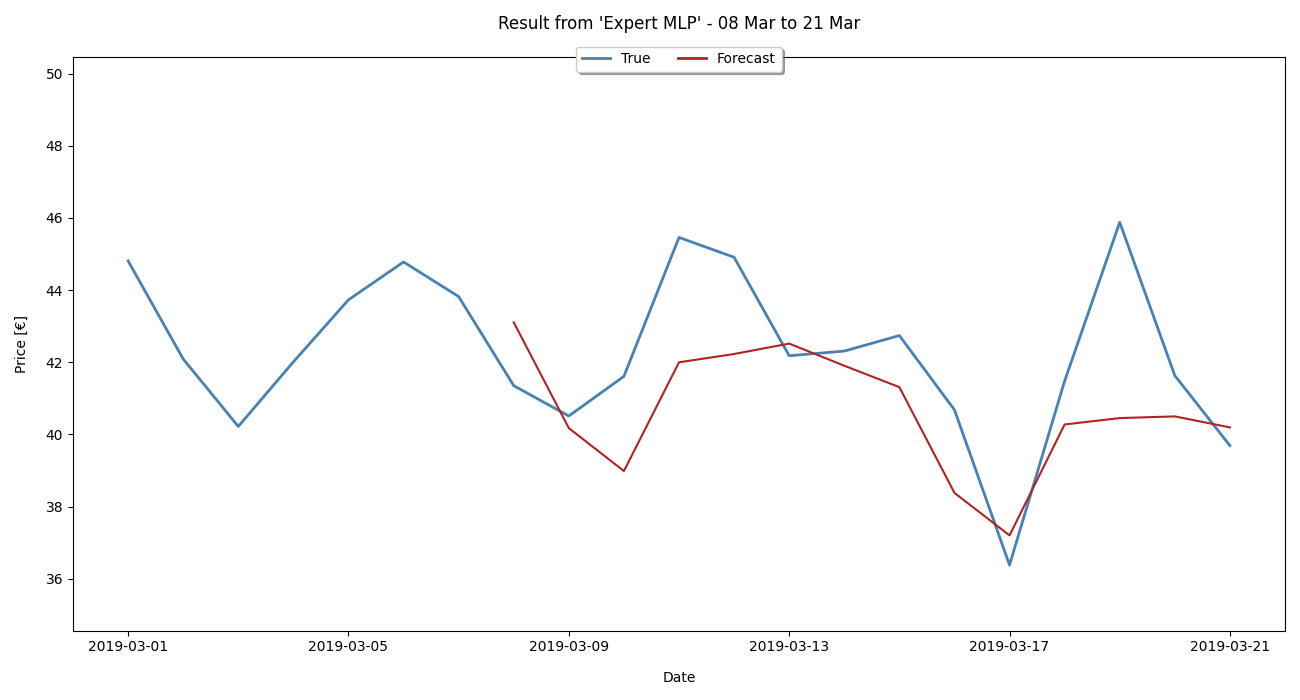 Result from 'Expert MLP' - 08 Mar to 21 Mar
True Forecast
50
48
46
44
42
40
38
36
Price [€]
2019-03-01 2019-03-05 2019-03-09 2019-03-13 2019-03-17 2019-03-21
Date